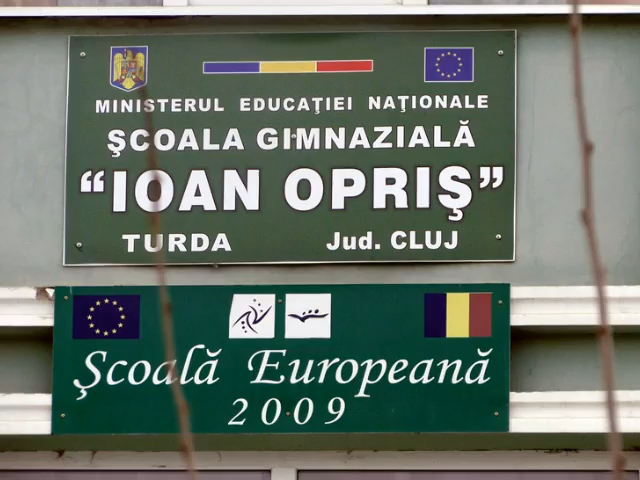 MINISTERUL EDUCAŢIEI NAŢIONALE
ŞCOALA GIMNAZIALĂ
“IOAN OPRIŞ”
TURDA Jud. CLUJ
Şcoală Europeană
2009